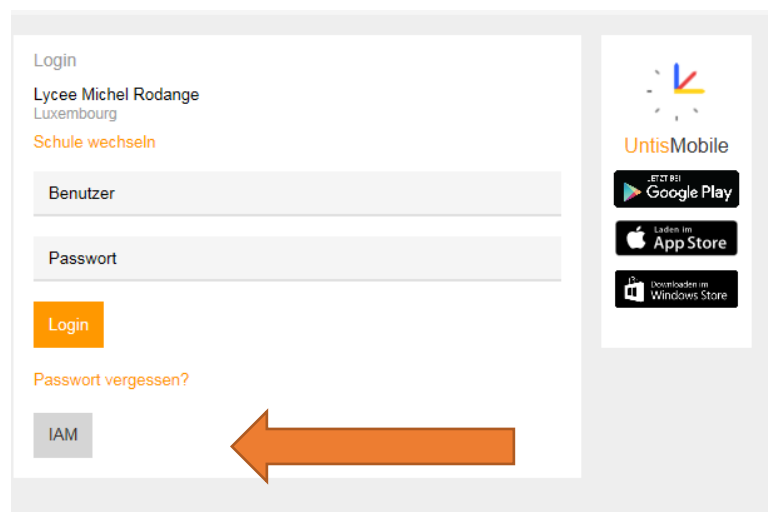 Login
Lycee Michel Rodange
Luxembourg
Schule wechseln
Benutzer
Passwort
Login
Passwort vergessen?
IAM
UntisMobile
JETZT BEI
Google Play
Laden im
App Store
Downloaden im
Windows Store